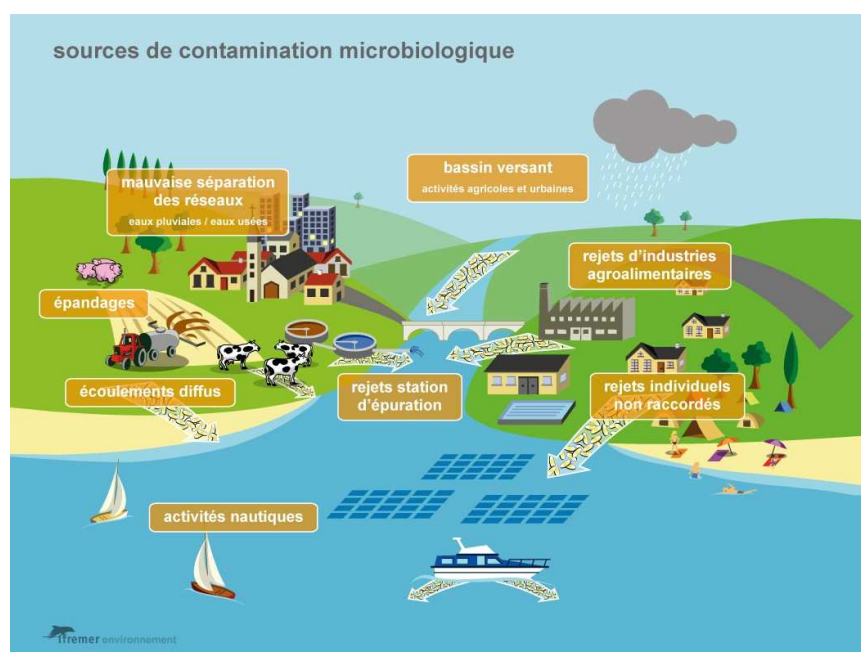 sources de contamination microbiologique
mauvaise séparation
des réseaux
eaux pluviales / eaux usées
bassin versant
activités agricoles et urbaines
rejets d'industries
agroalimentaires
épandages
écoulements diffus
rejets station
d'épuration
rejets individuels
non raccordés
activités nautiques
Ifremer environnement